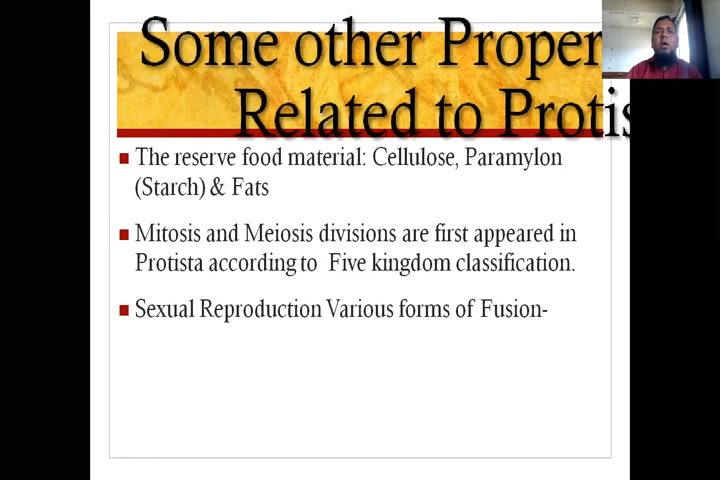 Some other Proper
Related to Protis
The reserve food material: Cellulose, Paramylon
(Starch) & Fats
Mitosis and Meiosis divisions are first appeared in
Protista according to Five kingdom classification.
Sexual Reproduction Various forms of Fusion-